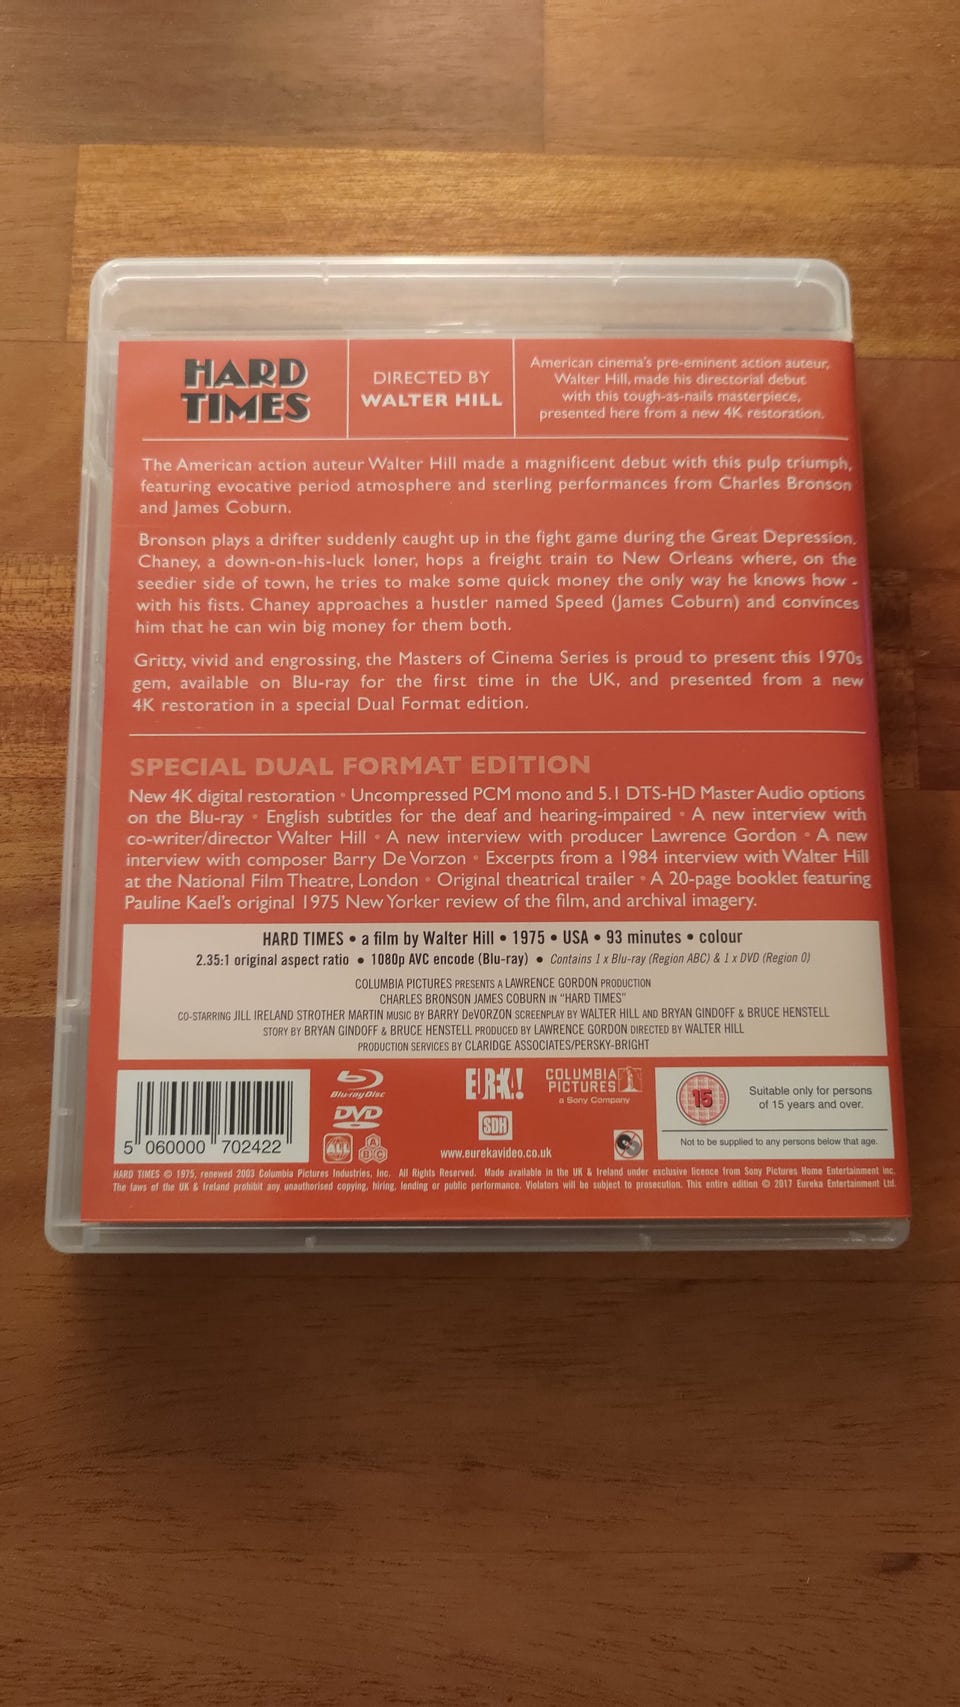 HARD
TIMES
DIRECTED BY
WALTER HILL
American cinema's pre-eminent action auteur,
Walter Hill, made his directorial debut
with this tough-as-nails masterpiece,
presented here from a new 4K restoration.
The American action auteur Walter Hill made a magnificent debut with this pulp triumph,
featuring evocative period atmosphere and sterling performances from Charles Bronson
and James Coburn.
Bronson plays a drifter suddenly caught up in the fight game during the Great Depression.
Chaney, a down-on-his-luck loner, hops a freight train to New Orleans where, on the
seedier side of town, he tries to make some quick money the only way he knows how -
with his fists. Chaney approaches a hustler named Speed (James Coburn) and convinces
him that he can win big money for them both.
Gritty, vivid and engrossing, the Masters of Cinema Series is proud to present this 1970s
gem, available on Blu-ray for the first time in the UK, and presented from a new
4K restoration in a special Dual Format edition.
SPECIAL DUAL FORMAT EDITION
New 4K digital restoration • Uncompressed PCM mono and 5.1 DTS-HD Master Audio options
on the Blu-ray • English subtitles for the deaf and hearing-impaired • A new interview with
co-writer/director Walter Hill • A new interview with producer Lawrence Gordon • A new
interview with composer Barry De Vorzon • Excerpts from a 1984 interview with Walter Hill
at the National Film Theatre, London • Original theatrical trailer • A 20-page booklet featuring
Pauline Kael's original 1975 New Yorker review of the film, and archival imagery.
HARD TIMES • a film by Walter Hill • 1975 • USA • 93 minutes • colour
2.35:1 original aspect ratio • 1080p AVC encode (Blu-ray) • Contains 1 x Blu-ray (Region ABC) & 1 x DVD (Region 0)
COLUMBIA PICTURES PRESENTS A LAWRENCE GORDON PRODUCTION
CHARLES BRONSON JAMES COBURN IN "HARD TIMES"
CO-STARRING JILL IRELAND STROTHER MARTIN MUSIC BY BARRY DeVORZON SCREENPLAY BY WALTER HILL AND BRYAN GINDOFF & BRUCE HENSTELL
STORY BY BRYAN GINDOFF & BRUCE HENSTELL PRODUCED BY LAWRENCE GORDON DIRECTED BY WALTER HILL
PRODUCTION SERVICES BY CLARIDGE ASSOCIATES/PERSKY-BRIGHT
5 060000 702422
Blu-ray Disc
DVD
VIDEO
ALL
A B C
EUREKA!
SDH
www.eurekavideo.co.uk
COLUMBIA
PICTURES
a Sony Company
15
Suitable only for persons
of 15 years and over.
Not to be supplied to any persons below that age.
HARD TIMES © 1975, renewed 2003 Columbia Pictures Industries, Inc. All Rights Reserved. Made available in the UK & Ireland under exclusive licence from Sony Pictures Home Entertainment Inc.
The laws of the UK & Ireland prohibit any unauthorised copying, hiring, lending or public performance. Violators will be subject to prosecution. This entire edition © 2017 Eureka Entertainment Ltd.